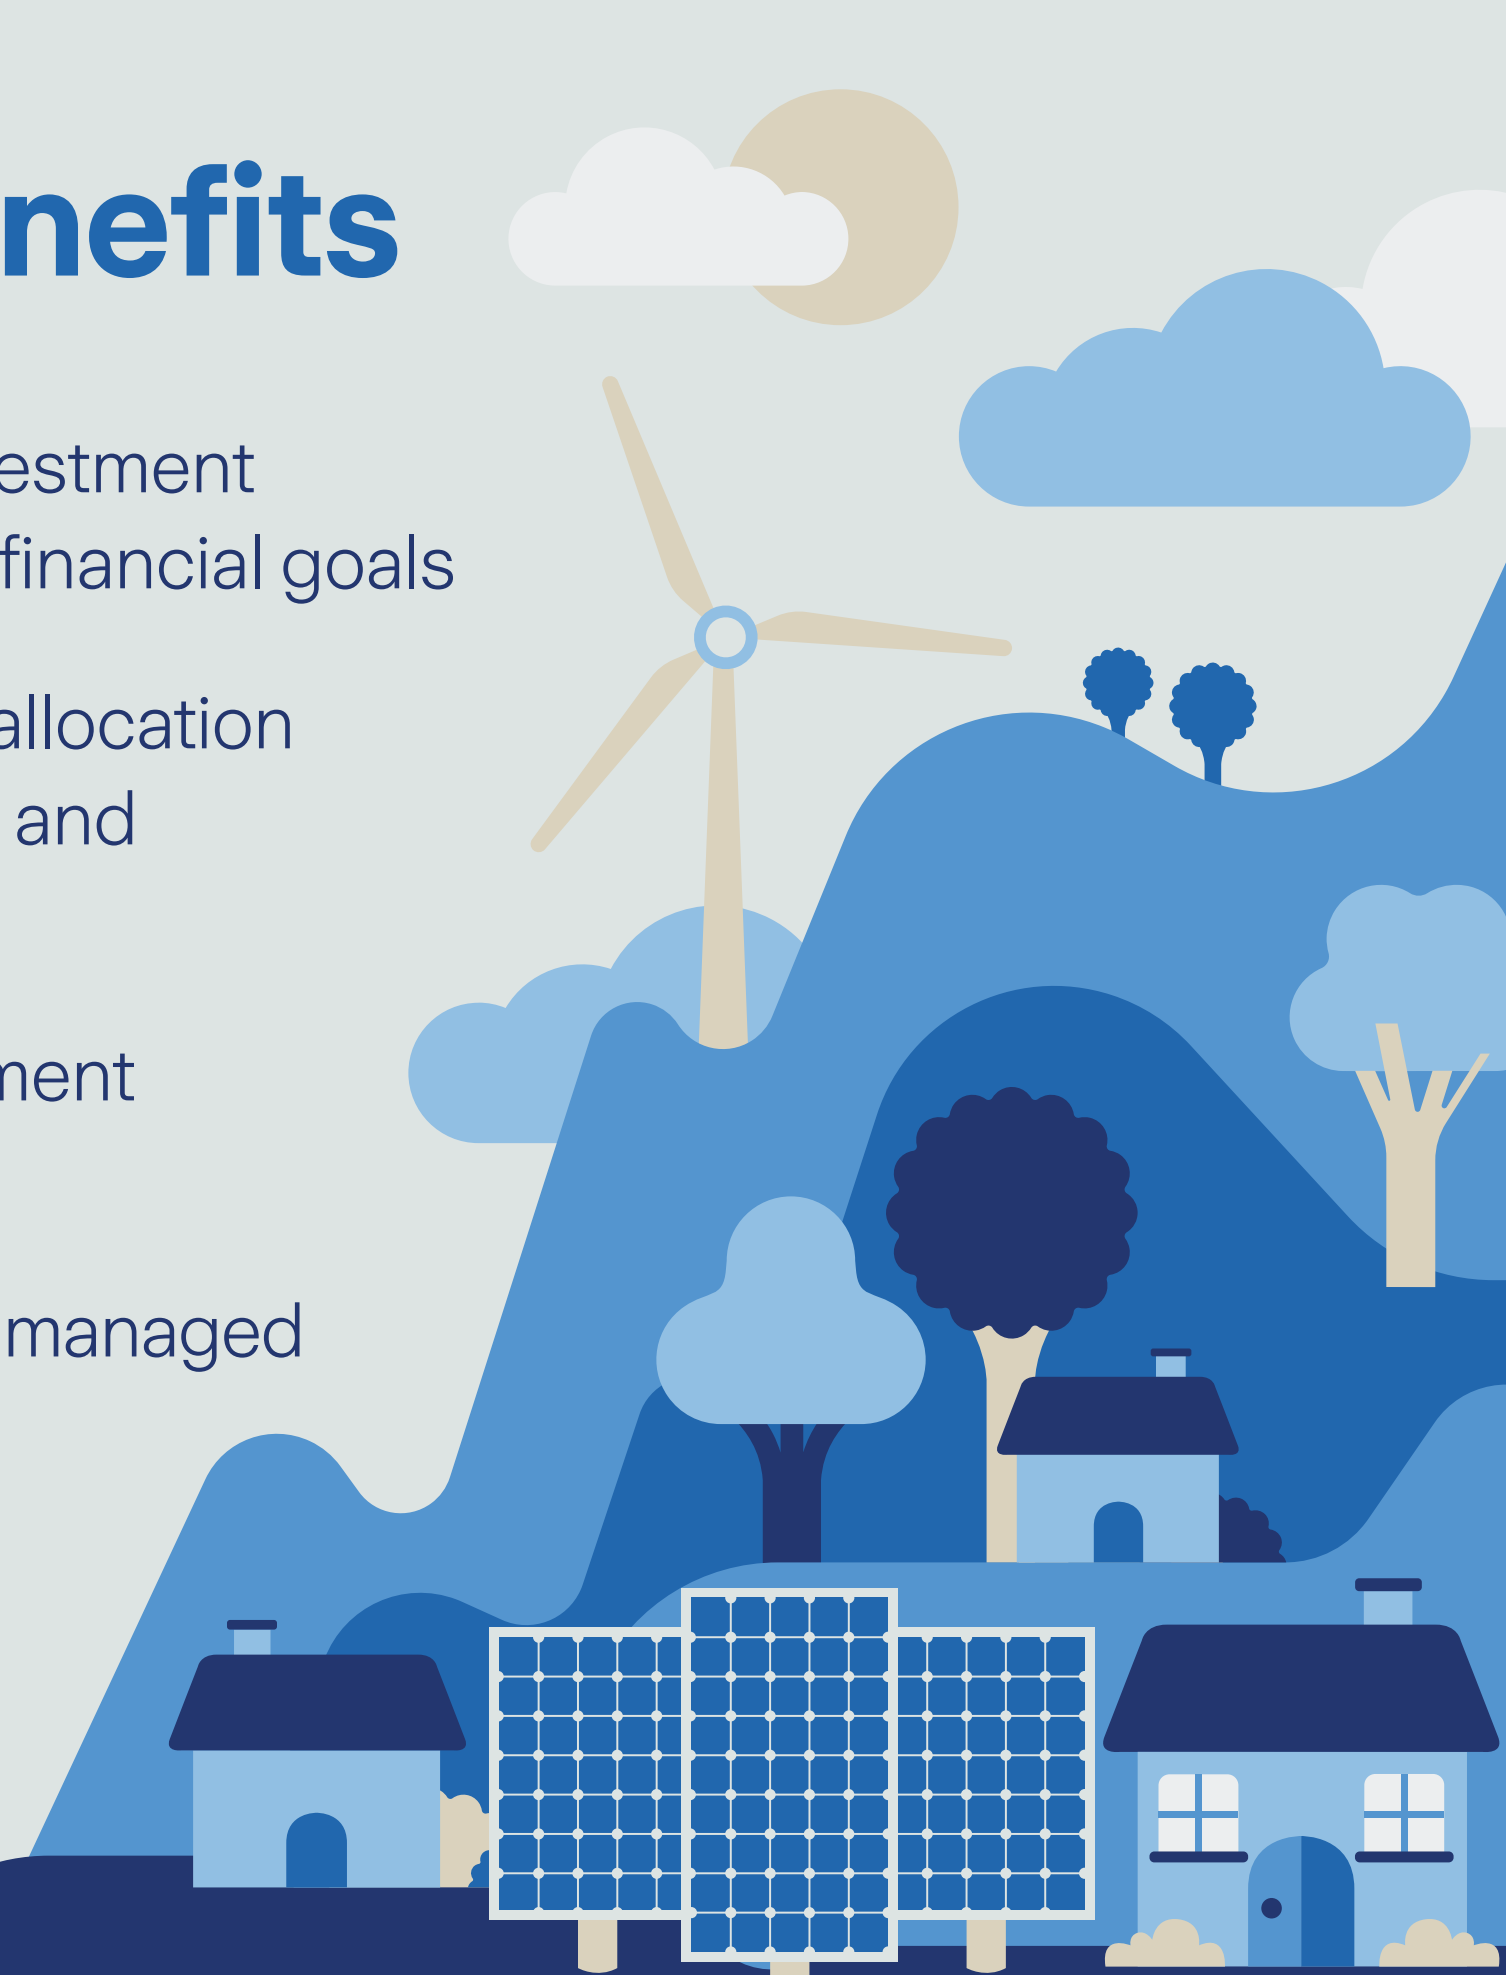 nefits
estment
financial goals
allocation
and
ment
managed